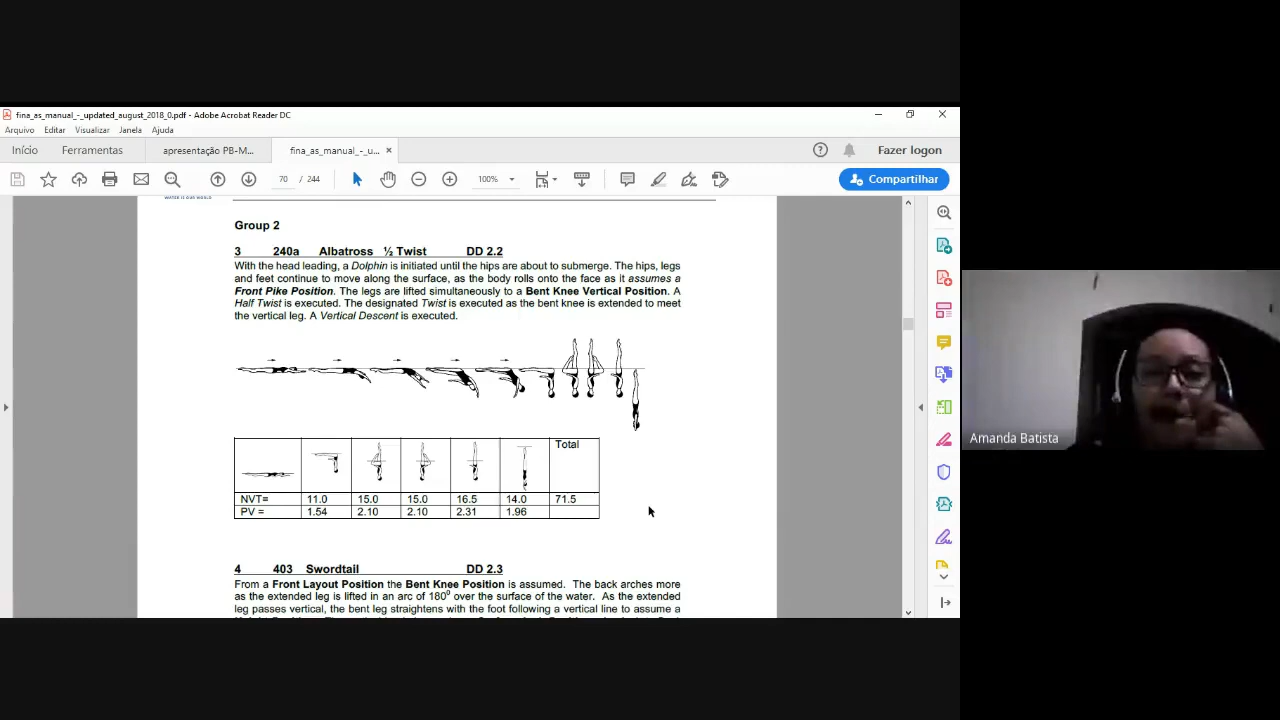 fina_as_manual_-_updated_august_2018_0.pdf - Adobe Acrobat Reader DC
Arquivo Editar Visualizar Janela Ajuda
Início Ferramentas apresentação PB-M... fina_as_manual_-_u... Fazer logon
70 / 244 100% Compartilhar
WATER IS OUR WORLD
Group 2
3 240a Albatross ½ Twist DD 2.2
With the head leading, a Dolphin is initiated until the hips are about to submerge. The hips, legs
and feet continue to move along the surface, as the body rolls onto the face as it assumes a
Front Pike Position. The legs are lifted simultaneously to a Bent Knee Vertical Position. A
Half Twist is executed. The designated Twist is executed as the bent knee is extended to meet
the vertical leg. A Vertical Descent is executed.
Total
NVT= 11.0 15.0 15.0 16.5 14.0 71.5
PV = 1.54 2.10 2.10 2.31 1.96
4 403 Swordtail DD 2.3
From a Front Layout Position the Bent Knee Position is assumed. The back arches more
as the extended leg is lifted in an arc of 180⁰ over the surface of the water. As the extended
leg passes vertical, the bent leg straightens with the foot following a vertical line to assume a
Amanda Batista